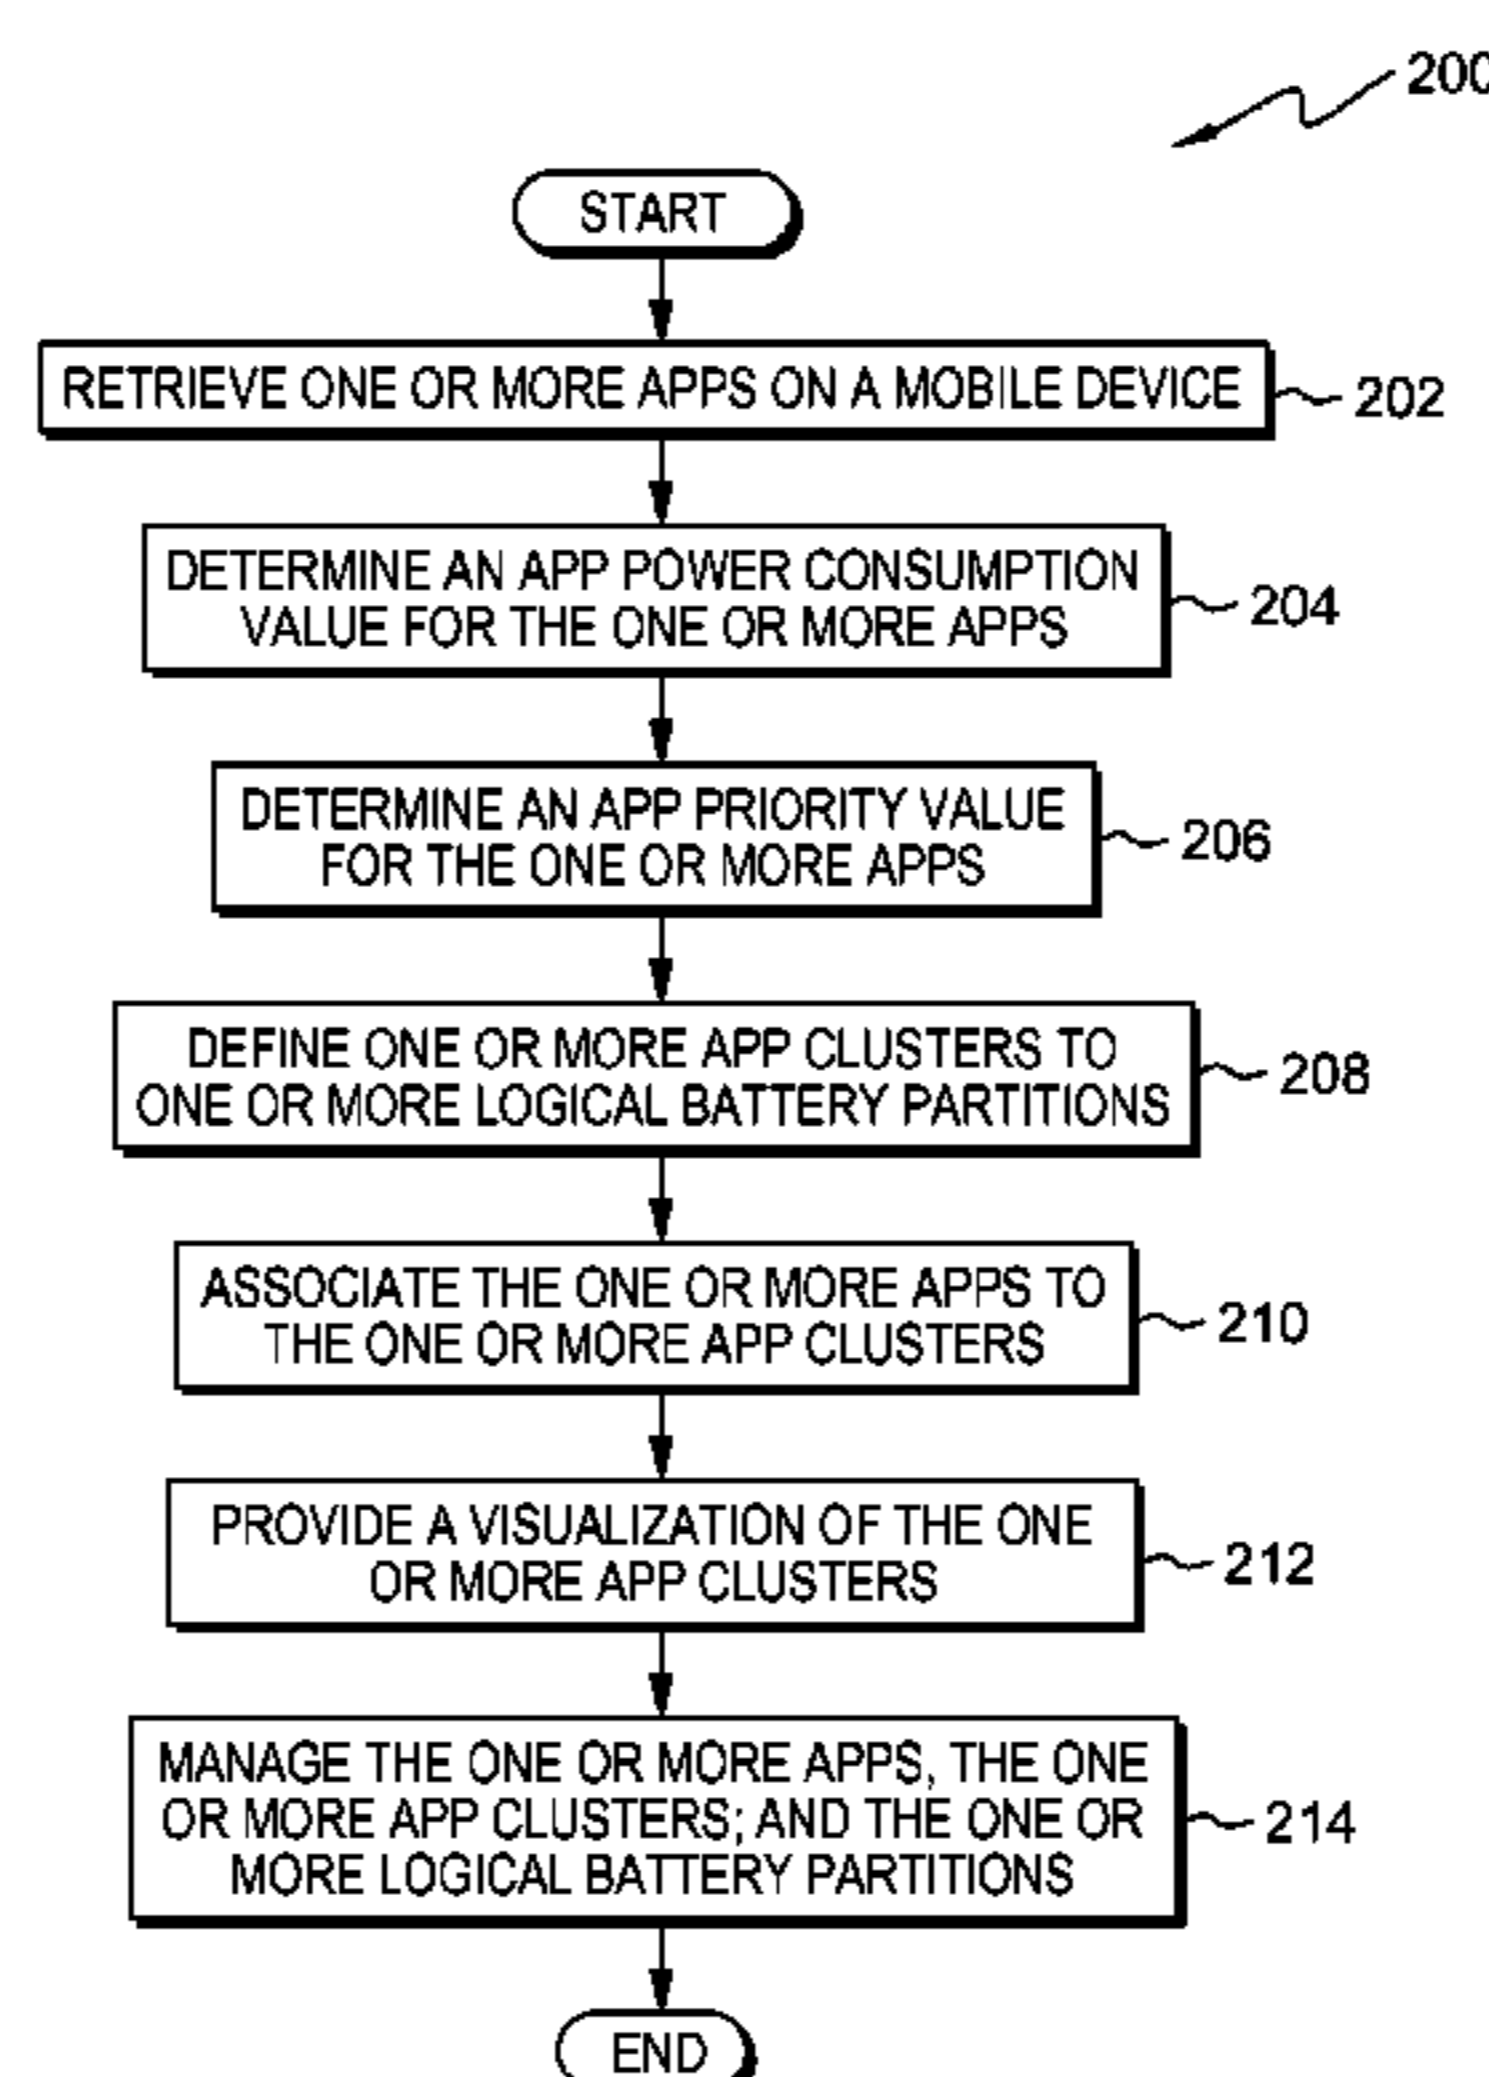 200
START
RETRIEVE ONE OR MORE APPS ON A MOBILE DEVICE
202
DETERMINE AN APP POWER CONSUMPTION
VALUE FOR THE ONE OR MORE APPS
204
DETERMINE AN APP PRIORITY VALUE
FOR THE ONE OR MORE APPS
206
DEFINE ONE OR MORE APP CLUSTERS TO
ONE OR MORE LOGICAL BATTERY PARTITIONS
208
ASSOCIATE THE ONE OR MORE APPS TO
THE ONE OR MORE APP CLUSTERS
210
PROVIDE A VISUALIZATION OF THE ONE
OR MORE APP CLUSTERS
212
MANAGE THE ONE OR MORE APPS, THE ONE
OR MORE APP CLUSTERS; AND THE ONE OR
MORE LOGICAL BATTERY PARTITIONS
214
END